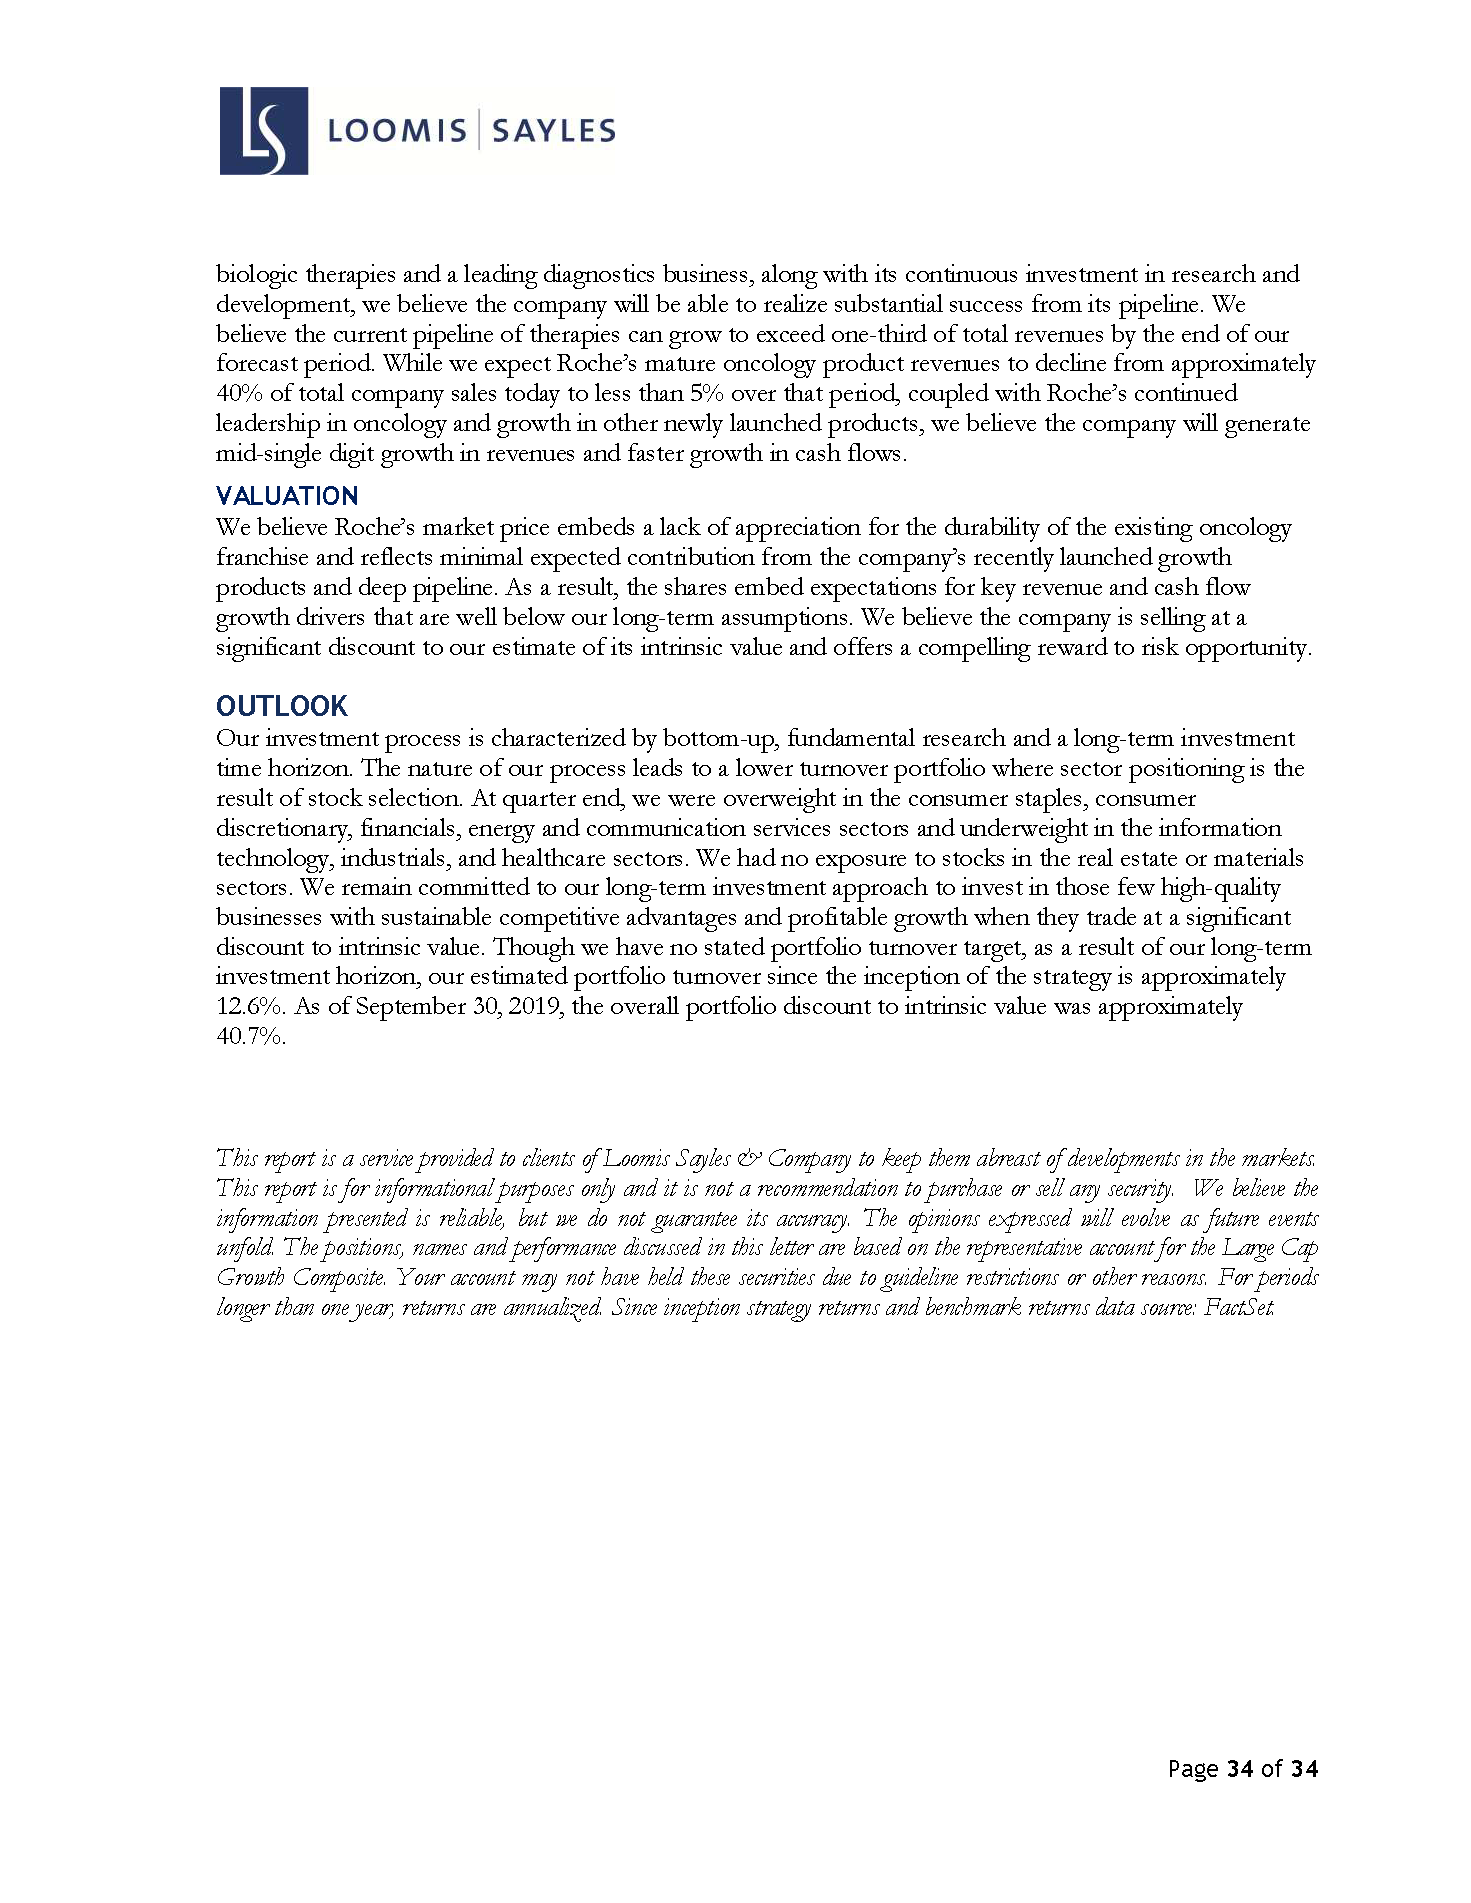 LS LOOMIS | SAYLES
biologic therapies and a leading diagnostics business, along with its continuous investment in research and
development, we believe the company will be able to realize substantial success from its pipeline. We
believe the current pipeline of therapies can grow to exceed one-third of total revenues by the end of our
forecast period. While we expect Roche’s mature oncology product revenues to decline from approximately
40% of total company sales today to less than 5% over that period, coupled with Roche’s continued
leadership in oncology and growth in other newly launched products, we believe the company will generate
mid-single digit growth in revenues and faster growth in cash flows.
VALUATION
We believe Roche’s market price embeds a lack of appreciation for the durability of the existing oncology
franchise and reflects minimal expected contribution from the company’s recently launched growth
products and deep pipeline. As a result, the shares embed expectations for key revenue and cash flow
growth drivers that are well below our long-term assumptions. We believe the company is selling at a
significant discount to our estimate of its intrinsic value and offers a compelling reward to risk opportunity.
OUTLOOK
Our investment process is characterized by bottom-up, fundamental research and a long-term investment
time horizon. The nature of our process leads to a lower turnover portfolio where sector positioning is the
result of stock selection. At quarter end, we were overweight in the consumer staples, consumer
discretionary, financials, energy and communication services sectors and underweight in the information
technology, industrials, and healthcare sectors. We had no exposure to stocks in the real estate or materials
sectors. We remain committed to our long-term investment approach to invest in those few high-quality
businesses with sustainable competitive advantages and profitable growth when they trade at a significant
discount to intrinsic value. Though we have no stated portfolio turnover target, as a result of our long-term
investment horizon, our estimated portfolio turnover since the inception of the strategy is approximately
12.6%. As of September 30, 2019, the overall portfolio discount to intrinsic value was approximately
40.7%.
This report is a service provided to clients of Loomis Sayles & Company to keep them abreast of developments in the markets.
This report is for informational purposes only and it is not a recommendation to purchase or sell any security. We believe the
information presented is reliable, but we do not guarantee its accuracy. The opinions expressed will evolve as future events
unfold. The positions, names and performance discussed in this letter are based on the representative account for the Large Cap
Growth Composite. Your account may not have held these securities due to guideline restrictions or other reasons. For periods
longer than one year, returns are annualized. Since inception strategy returns and benchmark returns data source: FactSet.
Page 34 of 34